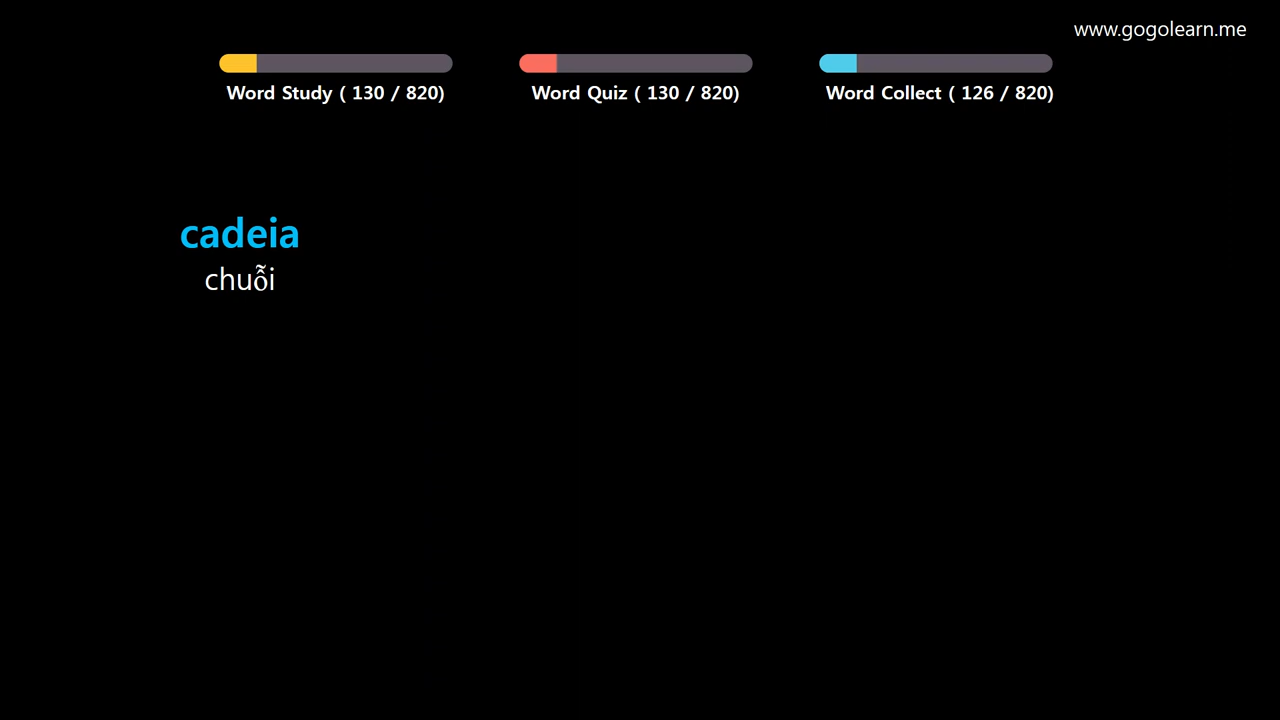 www.gogolearn.me
Word Study ( 130 / 820)
Word Quiz ( 130 / 820)
Word Collect ( 126 / 820)
cadeia
chuỗi